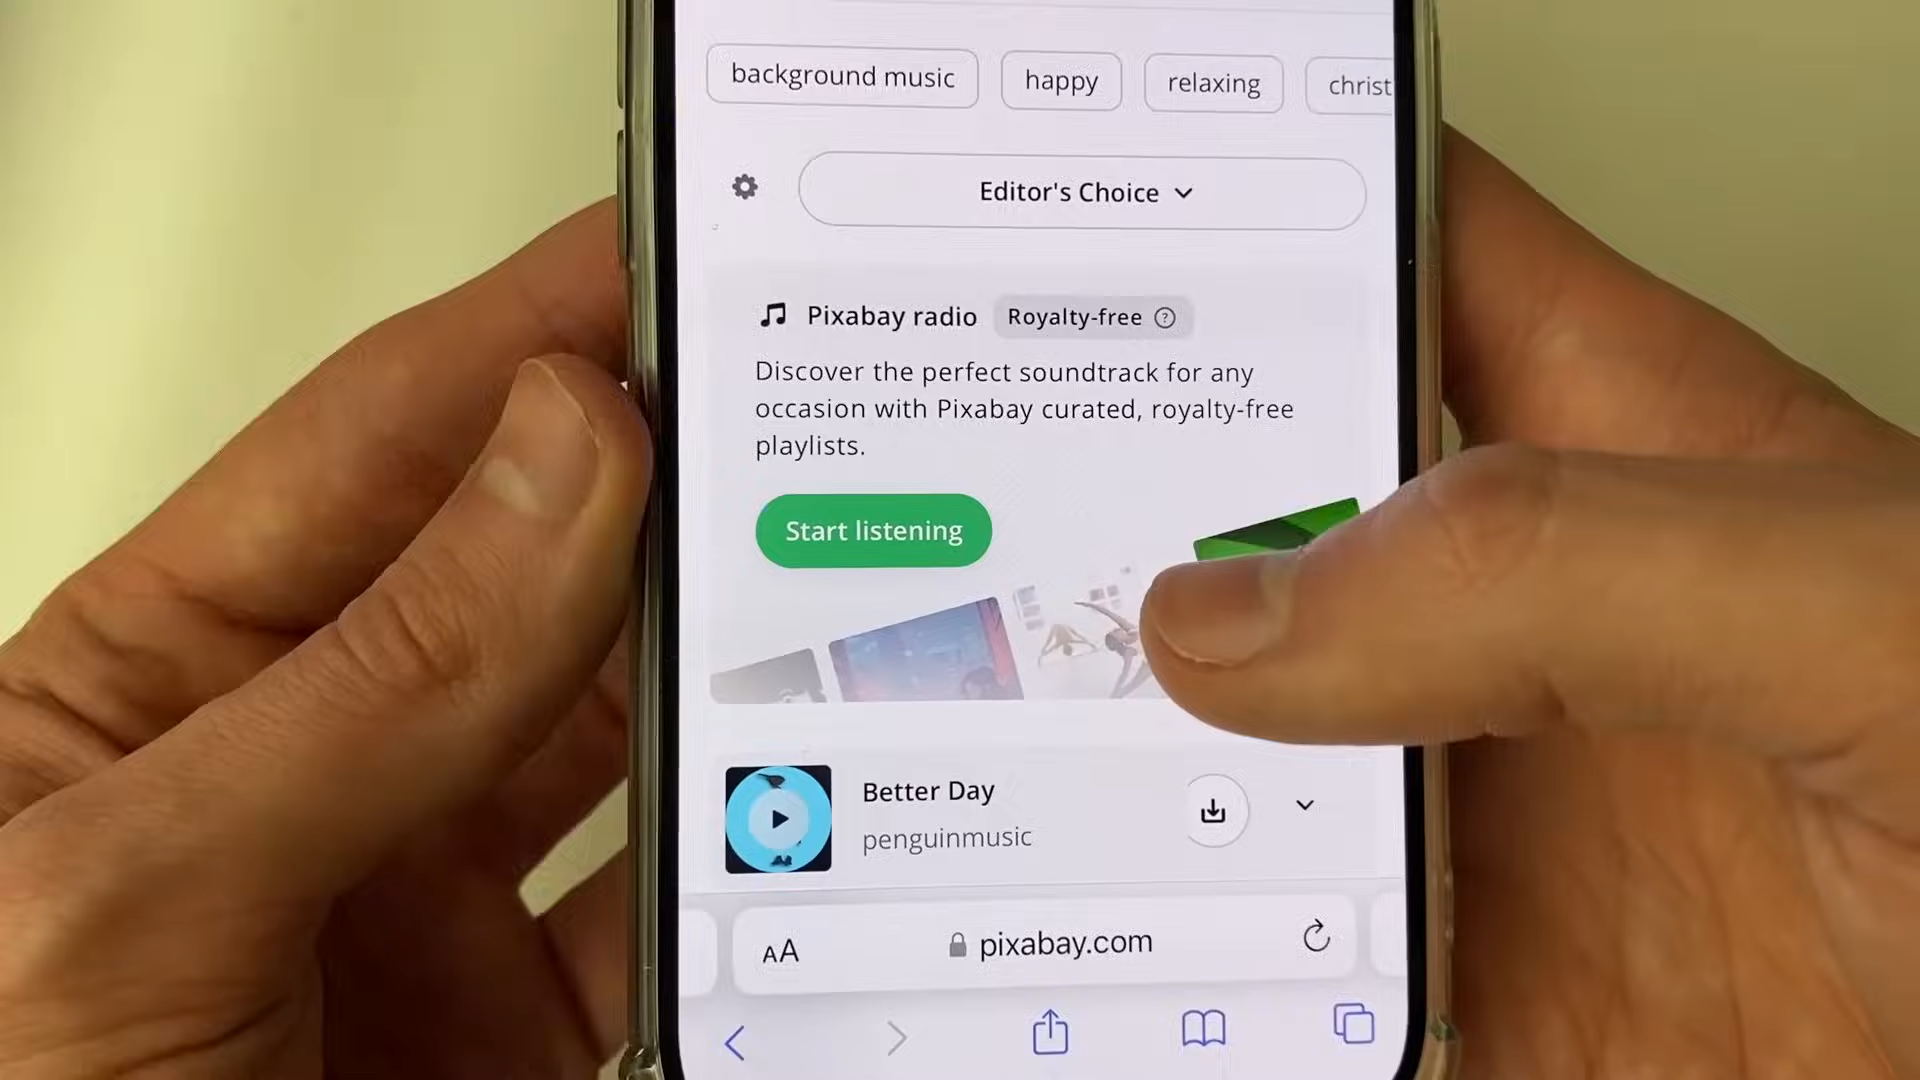 background music
happy
relaxing
christ
Editor's Choice
Pixabay radio
Royalty-free ?
Discover the perfect soundtrack for any
occasion with Pixabay curated, royalty-free
playlists.
Start listening
Better Day
penguinmusic
AA
pixabay.com